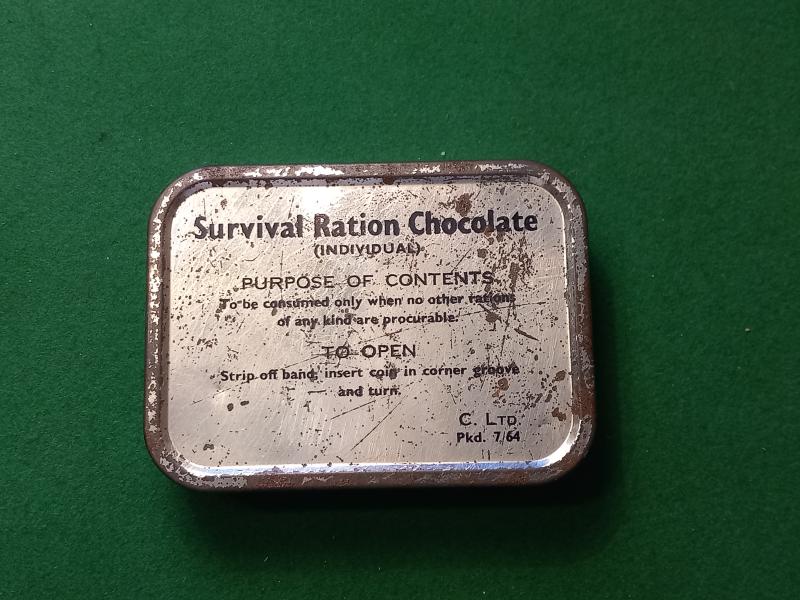 Survival Ration Chocolate
(INDIVIDUAL)
PURPOSE OF CONTENTS
To be consumed only when no other rations
of any kind are procurable.
TO OPEN
Strip off band, insert coin in corner groove
and turn.
C. LTD.
Pkd. 7/64